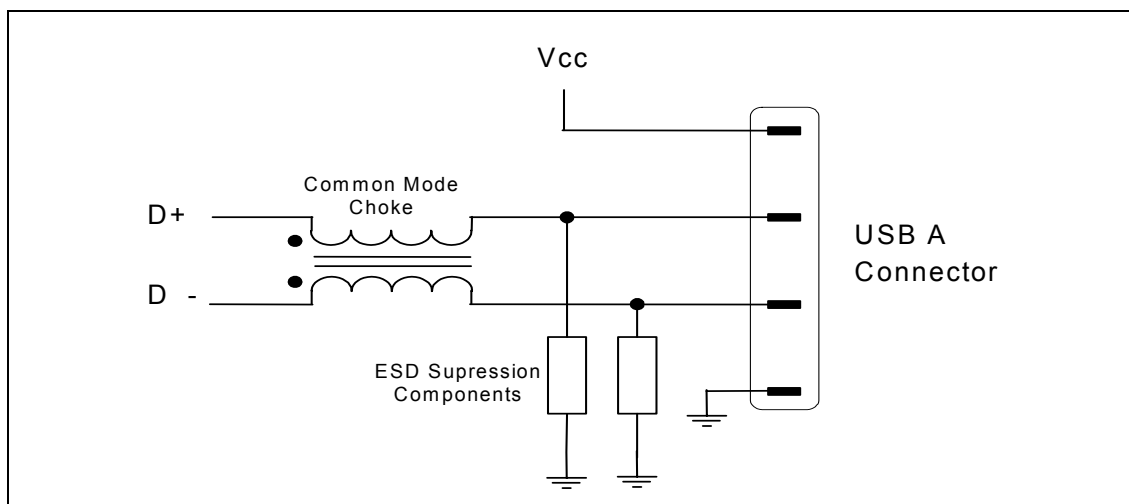 Vcc
Common Mode
Choke
D+
D -
USB A
Connector
ESD Supression
Components